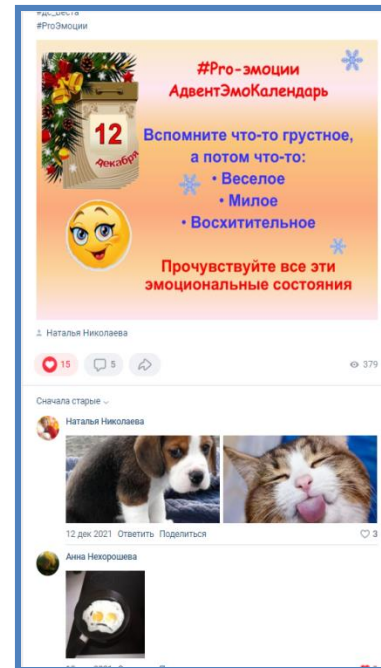 #дс_веста
#ProЭмоции
#Pro-эмоции
АдвентЭмоКалендарь
12
декабря
Вспомните что-то грустное,
а потом что-то:
• Веселое
• Милое
• Восхитительное
Прочувствуйте все эти
эмоциональные состояния
Наталья Николаева
15
5
379
Сначала старые
Наталья Николаева
12 дек 2021 Ответить Поделиться
3
Анна Нехорошева